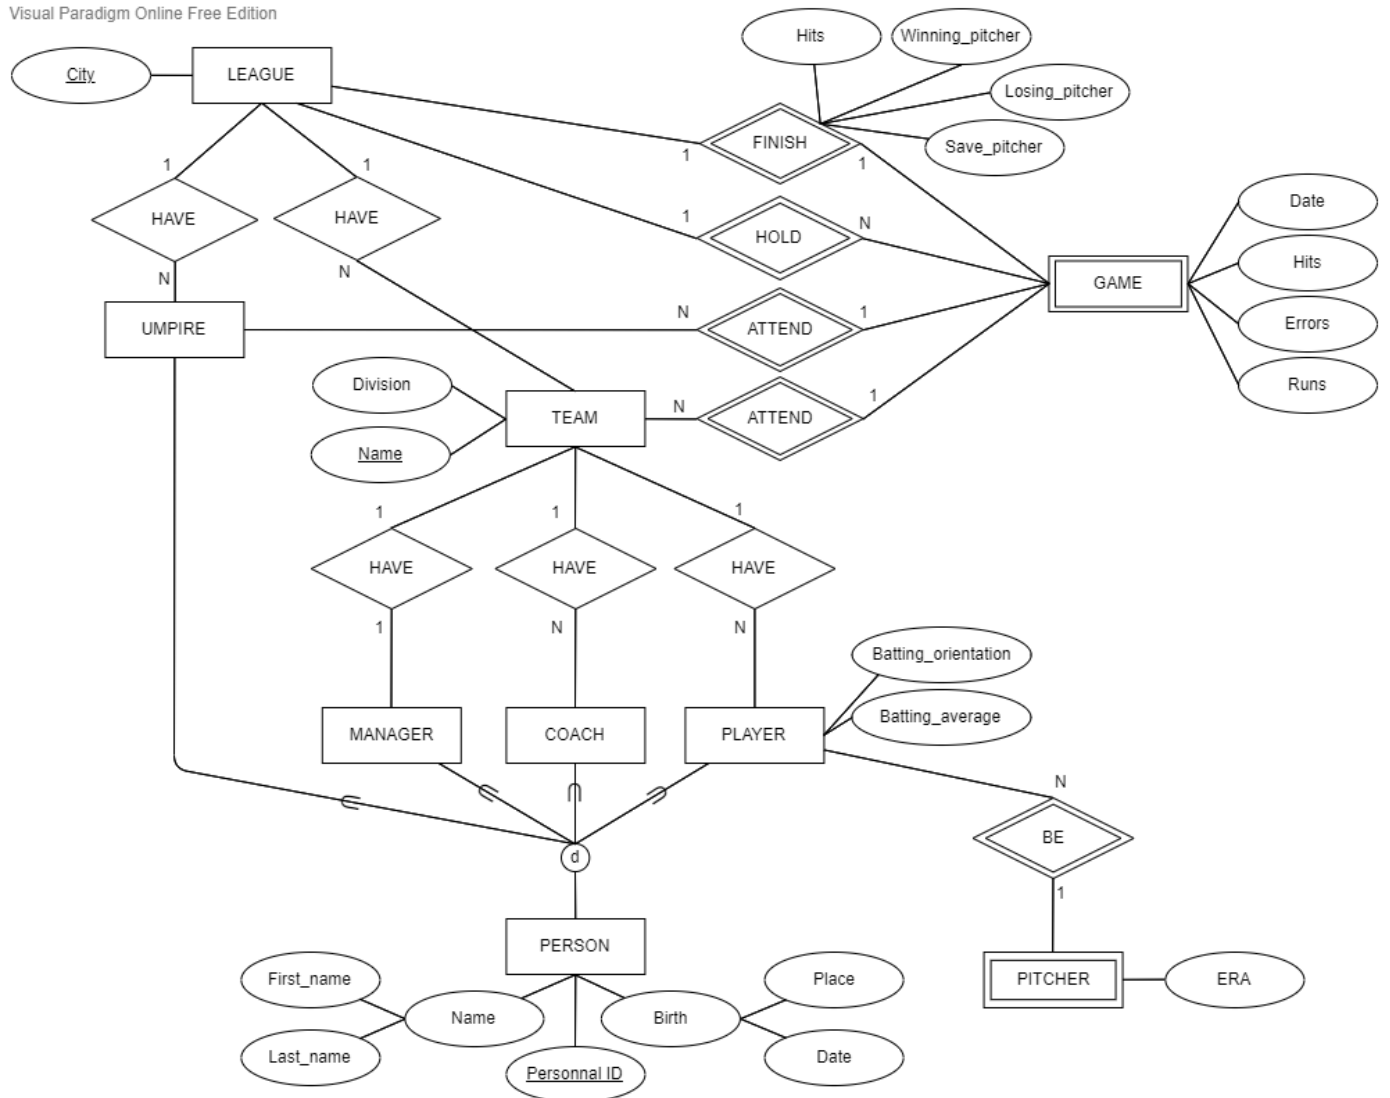 Visual Paradigm Online Free Edition
Hits
Winning_pitcher
City
LEAGUE
Losing_pitcher
FINISH
Save_pitcher
1
1
1
1
HAVE
HAVE
1
HOLD
N
Date
N
N
Hits
GAME
UMPIRE
N
ATTEND
1
Errors
Division
TEAM
N
ATTEND
1
Runs
Name
1
1
1
HAVE
HAVE
HAVE
1
N
N
Batting_orientation
Batting_average
MANAGER
COACH
PLAYER
N
BE
d
1
PERSON
First_name
Place
PITCHER
ERA
Name
Birth
Last_name
Date
Personnal ID